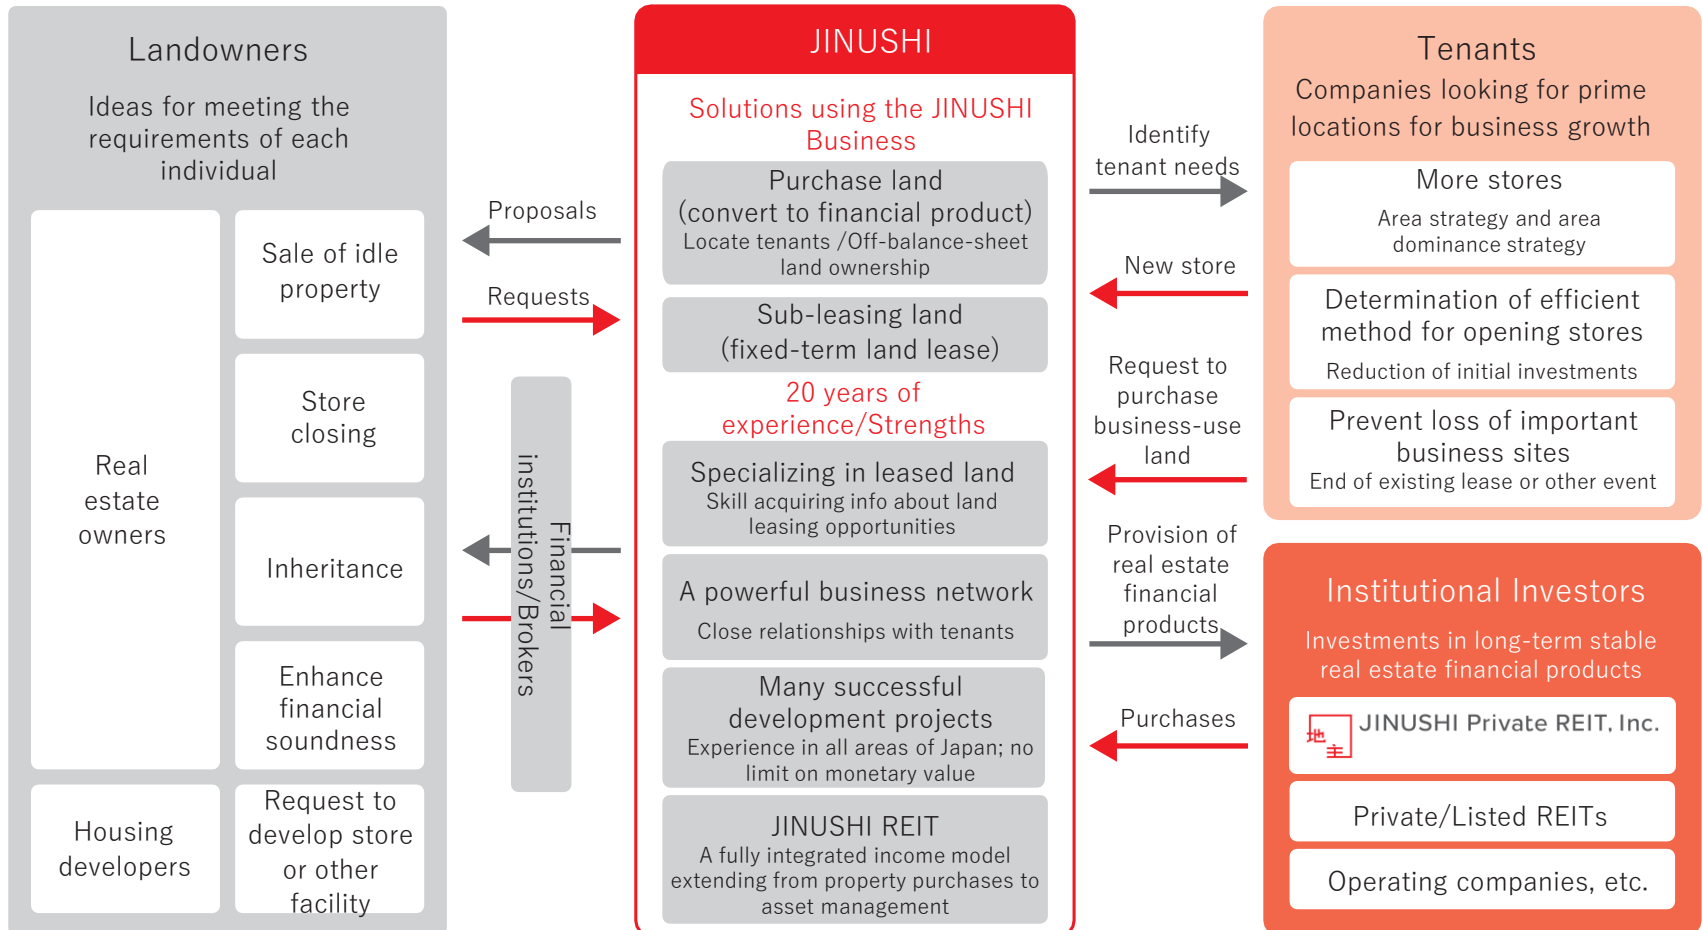 Landowners
Ideas for meeting the
requirements of each
individual
Real
estate
owners
Sale of idle
property
Store
closing
Inheritance
Enhance
financial
soundness
Housing
developers
Request to
develop store
or other
facility
Proposals
Requests
Financial
institutions/Brokers
JINUSHI
Solutions using the JINUSHI
Business
Purchase land
(convert to financial product)
Locate tenants /Off-balance-sheet
land ownership
Sub-leasing land
(fixed-term land lease)
20 years of
experience/Strengths
Specializing in leased land
Skill acquiring info about land
leasing opportunities
A powerful business network
Close relationships with tenants
Many successful
development projects
Experience in all areas of Japan; no
limit on monetary value
JINUSHI REIT
A fully integrated income model
extending from property purchases to
asset management
Identify
tenant needs
New store
Request to
purchase
business-use
land
Provision of
real estate
financial
products
Purchases
Tenants
Companies looking for prime
locations for business growth
More stores
Area strategy and area
dominance strategy
Determination of efficient
method for opening stores
Reduction of initial investments
Prevent loss of important
business sites
End of existing lease or other event
Institutional Investors
Investments in long-term stable
real estate financial products
地主
JINUSHI Private REIT, Inc.
Private/Listed REITs
Operating companies, etc.